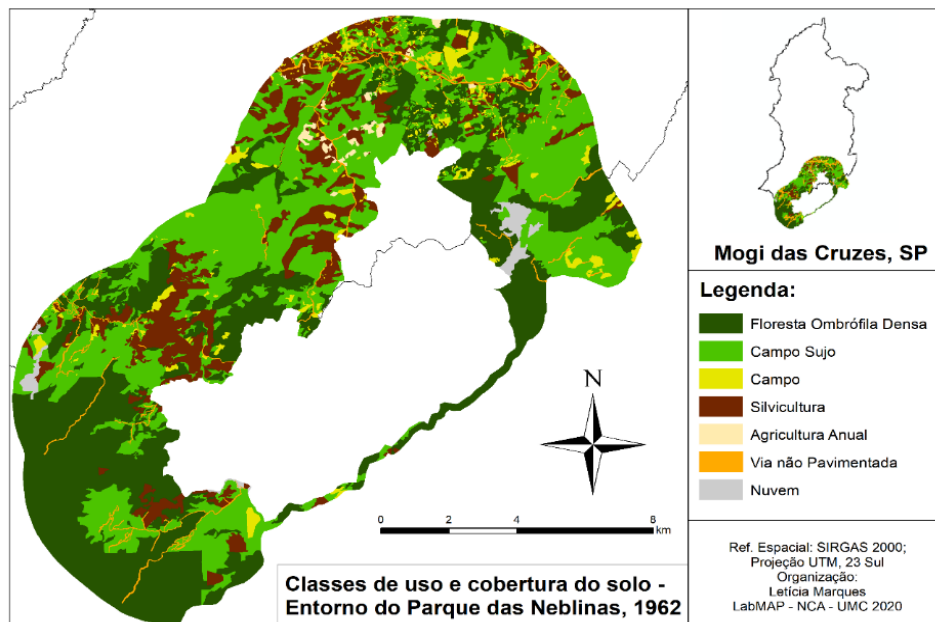 Mogi das Cruzes, SP
Legenda:
Floresta Ombrófila Densa
Campo Sujo
Campo
Silvicultura
Agricultura Anual
Via não Pavimentada
Nuvem
N
0 2 4 8
km
Classes de uso e cobertura do solo -
Entorno do Parque das Neblinas, 1962
Ref. Espacial: SIRGAS 2000;
Projeção UTM, 23 Sul
Organização:
Letícia Marques
LabMAP - NCA - UMC 2020